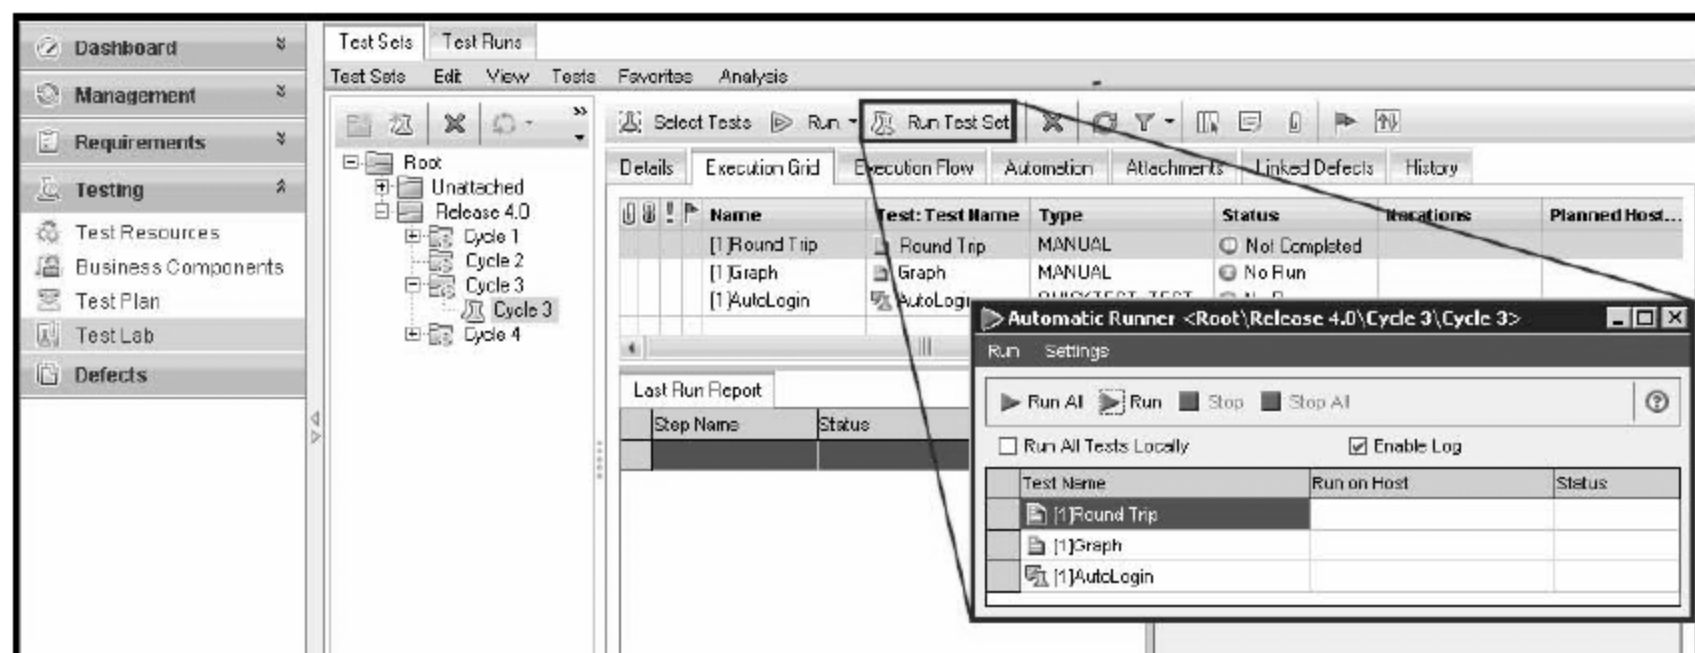 Dashboard
Management
Requirements
Testing
Test Resources
Business Components
Test Plan
Test Lab
Defects
Test Sets Test Runs
Test Sets Edit View Tests Favorites Analysis
Root
Unattached
Release 4.0
Cycle 1
Cycle 2
Cycle 3
Cycle 3
Cycle 4
Select Tests Run Run Test Set
Details Execution Grid Execution Flow Automation Attachments Linked Defects History
Name Test: Test Name Type Status Iterations Planned Host...
[1]Round Trip Round Trip MANUAL Not Completed
[1]Graph Graph MANUAL No Run
[1]AutoLogin AutoLogin QUICKTEST_TEST No Run
Last Run Report
Step Name Status
Automatic Runner <Root\Release 4.0\Cycle 3\Cycle 3>
Run Settings
Run All Run Stop Stop All
Run All Tests Locally Enable Log
Test Name Run on Host Status
[1]Round Trip
[1]Graph
[1]AutoLogin